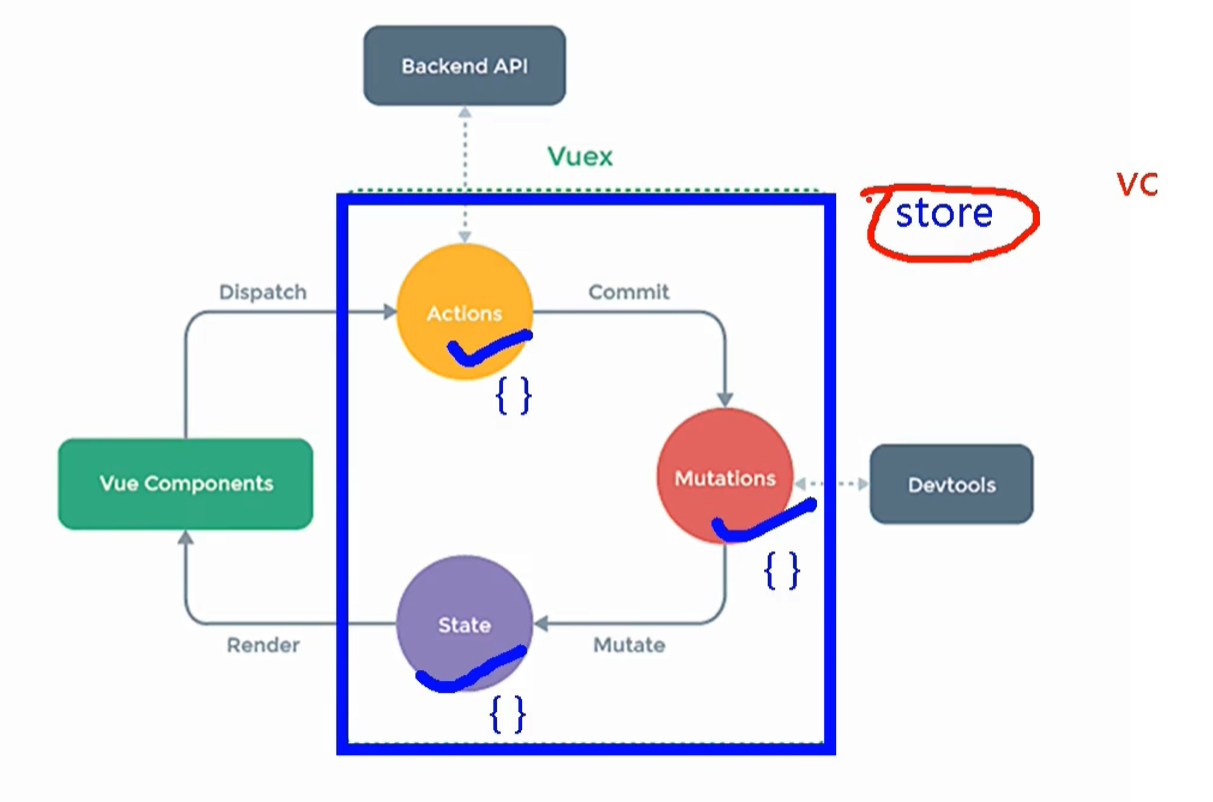 Backend API
Vuex
vc
store
Dispatch
Commit
Actions
{ }
Vue Components
Mutations
Devtools
{ }
State
Render
Mutate
{ }